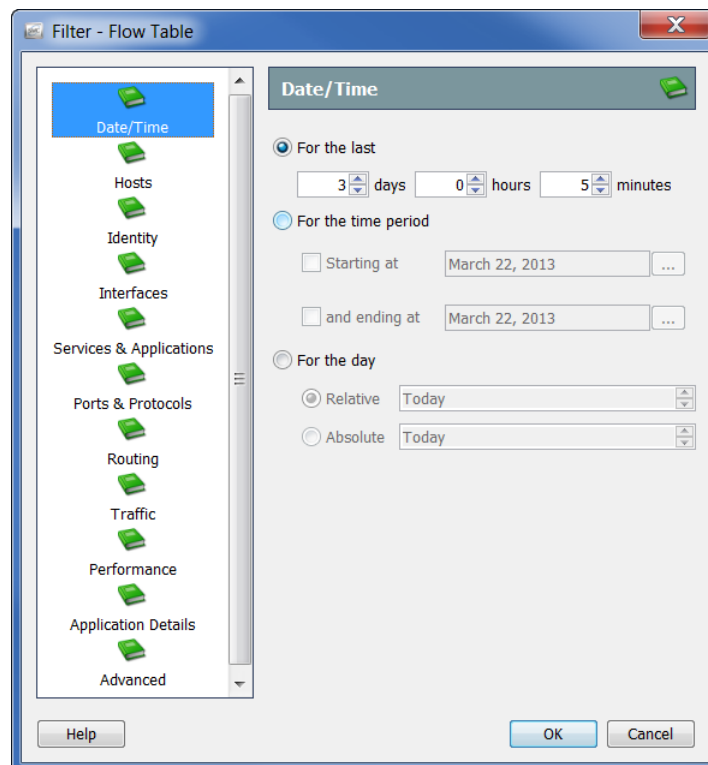 Filter - Flow Table
Date/Time
Hosts
Identity
Interfaces
Services & Applications
Ports & Protocols
Routing
Traffic
Performance
Application Details
Advanced
Date/Time
For the last
3 days 0 hours 5 minutes
For the time period
Starting at March 22, 2013 ...
and ending at March 22, 2013 ...
For the day
Relative Today
Absolute Today
Help OK Cancel